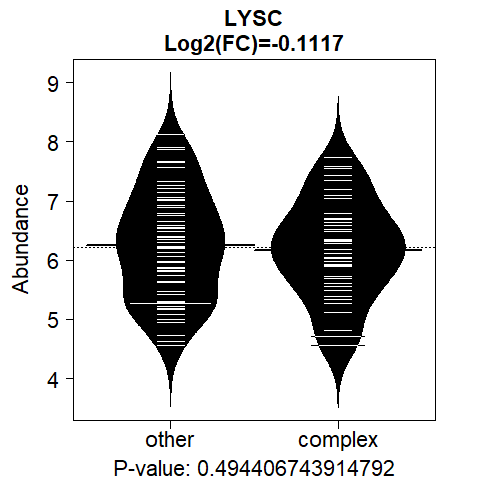 LYSC
Log2(FC)=-0.1117
9
8
7
6
5
4
Abundance
other complex
P-value: 0.494406743914792